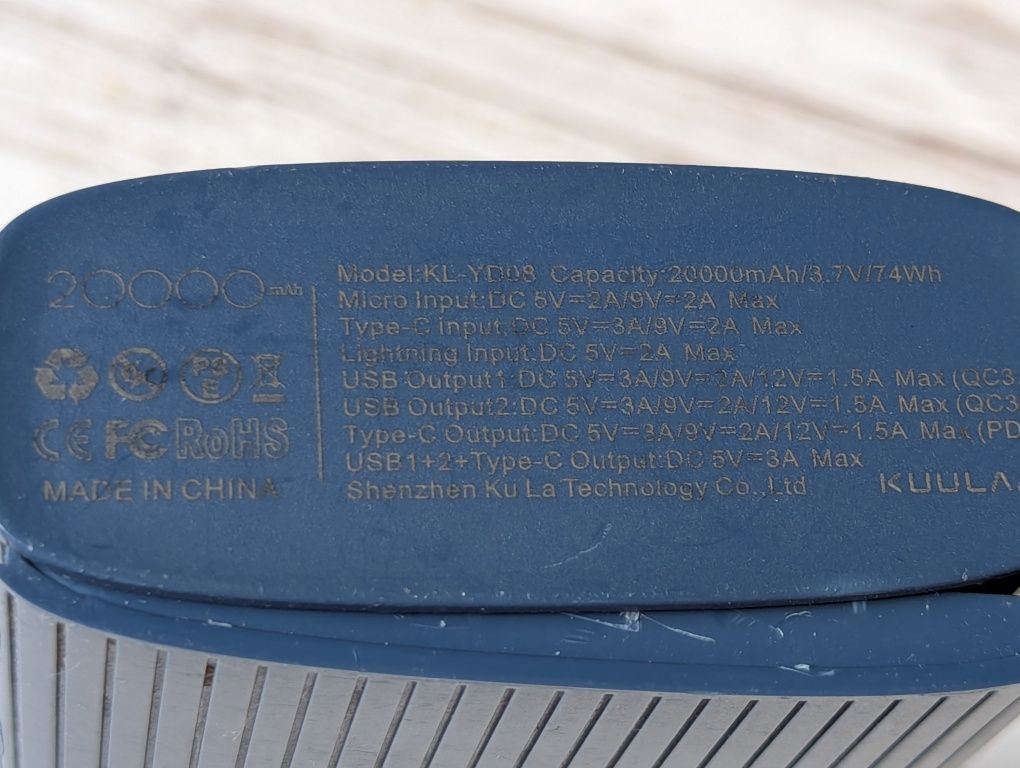 20000mAh
Model:KL-YD08 Capacity:20000mAh/3.7V/74Wh
Micro Input:DC 5V=2A/9V=2A Max
Type-C Input:DC 5V=3A/9V=2A Max
Lightning Input:DC 5V=2A Max
USB Output1:DC 5V=3A/9V=2A/12V=1.5A Max (QC3.
USB Output2:DC 5V=3A/9V=2A/12V=1.5A Max (QC3
Type-C Output:DC 5V=3A/9V=2A/12V=1.5A Max (PD
USB1+2+Type-C Output:DC 5V=3A Max
Shenzhen Ku La Technology Co.,Ltd
PS
E
CE FC RoHS
MADE IN CHINA
KUULA